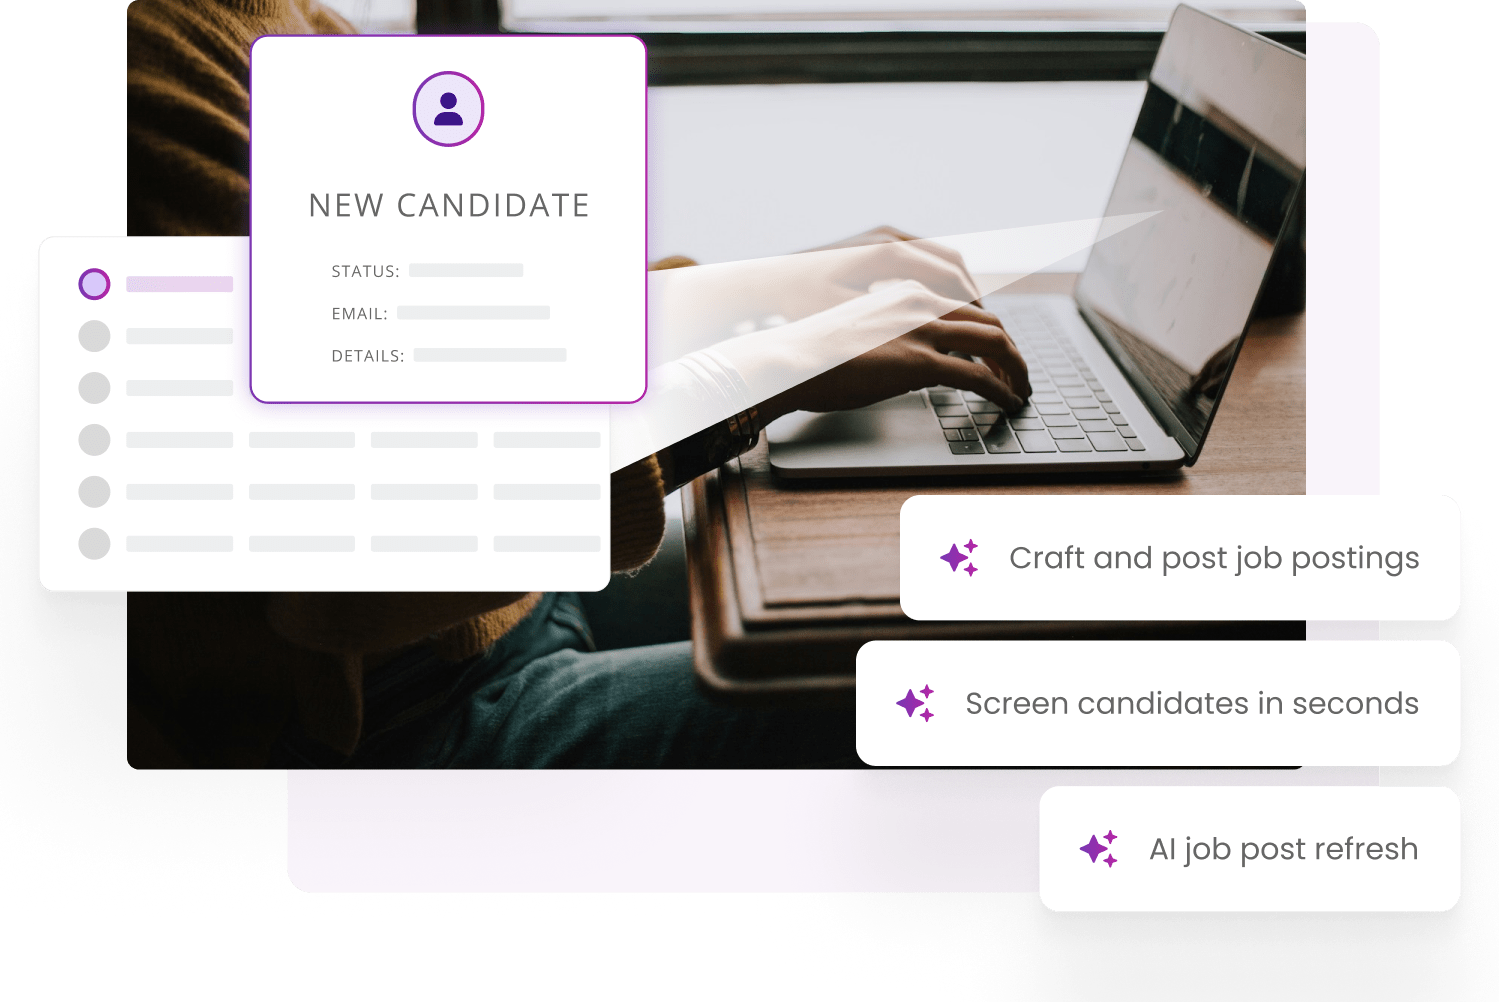 NEW CANDIDATE
STATUS:
EMAIL:
DETAILS:
Craft and post job postings
Screen candidates in seconds
AI job post refresh